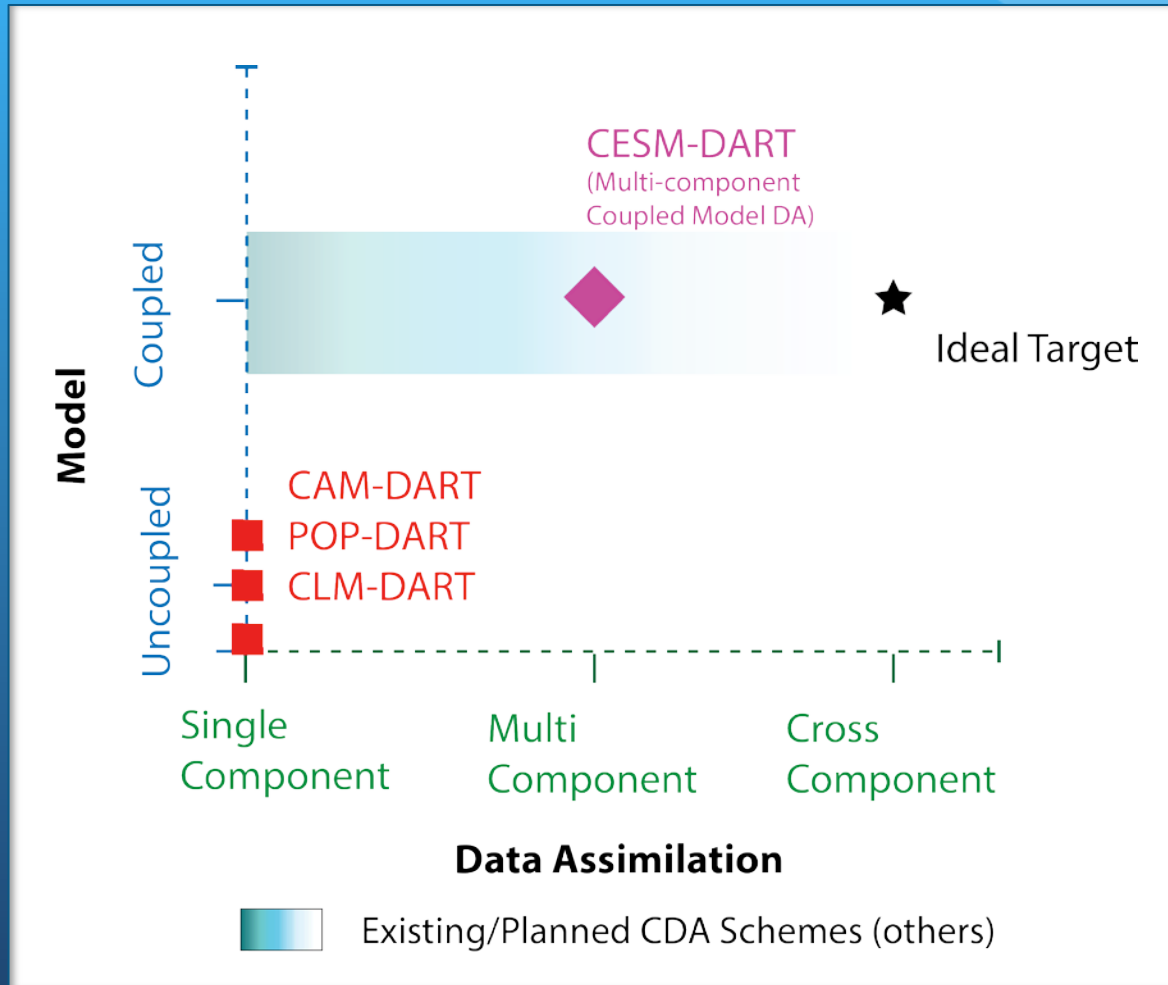 CESM-DART
(Multi-component
Coupled Model DA)
Coupled
Ideal Target
Model
CAM-DART
POP-DART
CLM-DART
Uncoupled
Single
Component
Multi
Component
Cross
Component
Data Assimilation
Existing/Planned CDA Schemes (others)